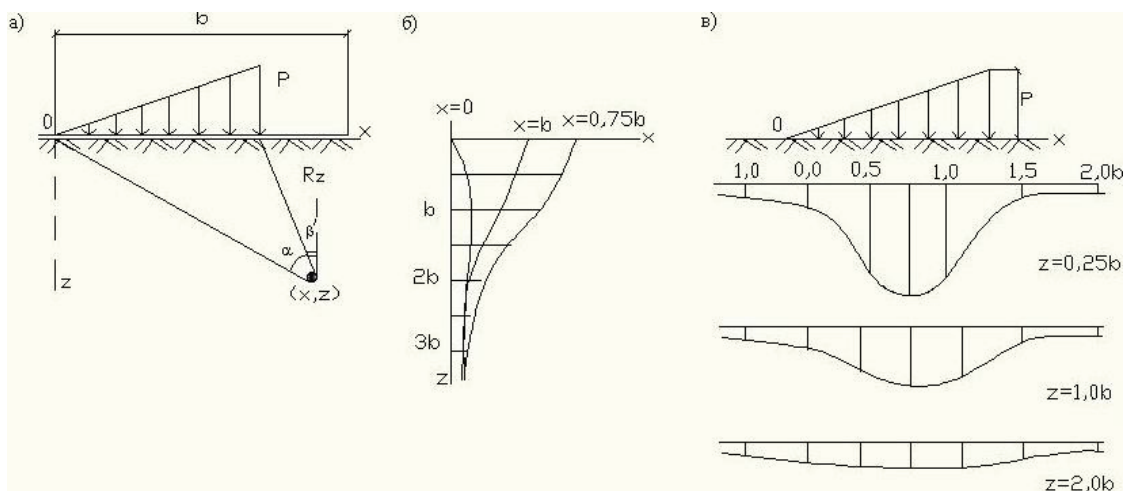 а)
b
P
0
x
Rz
α
β
(x,z)
z
б)
x=0
x=b
x=0,75b
x
b
2b
3b
z
в)
P
0
x
1,0
0,0
0,5
1,0
1,5
2,0b
z=0,25b
z=1,0b
z=2,0b